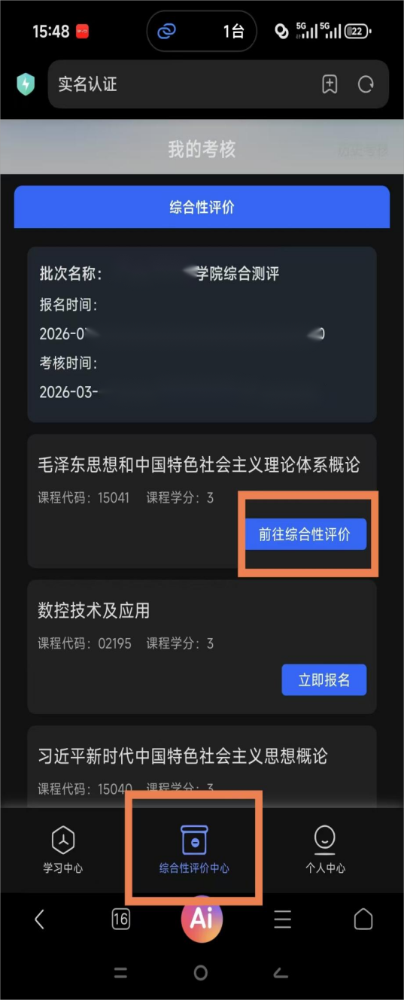 15:48
1台
5G
5G
22
实名认证
我的考核
历史考核
综合性评价
批次名称：
学院综合测评
报名时间：
2026-0
考核时间：
2026-03-
毛泽东思想和中国特色社会主义理论体系概论
课程代码：15041 课程学分：3
前往综合性评价
数控技术及应用
课程代码：02195 课程学分：3
立即报名
习近平新时代中国特色社会主义思想概论
课程代码：15040 课程学分：3
学习中心
综合性评价中心
个人中心
16
Ai